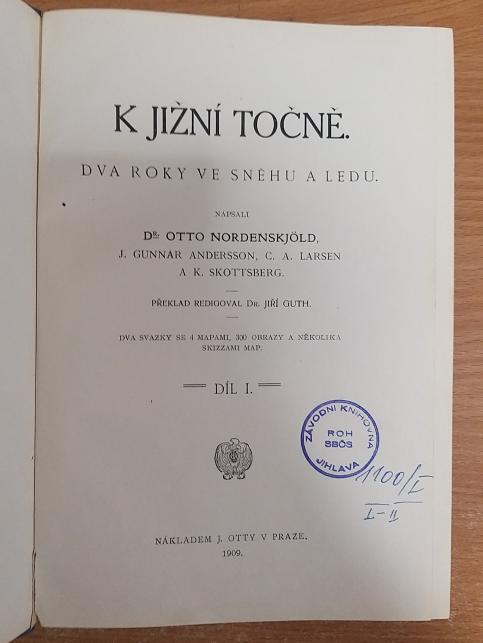 K JIŽNÍ TOČNĚ.
DVA ROKY VE SNĚHU A LEDU.
NAPSALI
DR. OTTO NORDENSKJÖLD,
J. GUNNAR ANDERSSON, C. A. LARSEN
A K. SKOTTSBERG.
PŘEKLAD REDIGOVAL DR. JIŘÍ GUTH.
DVA SVAZKY SE 4 MAPAMI, 300 OBRAZY A NĚKOLIKA
SKIZZAMI MAP.
DÍL I.
ZÁVODNÍ KNIHOVNA
ROH
SBČS
JIHLAVA
1100/I
I-II
NÁKLADEM J. OTTY V PRAZE.
1909.